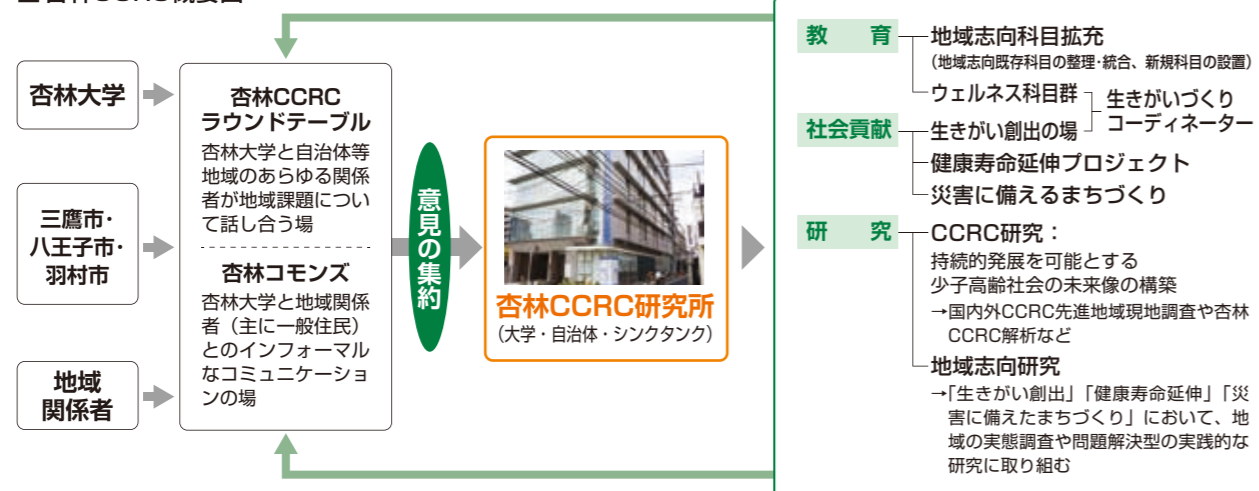 杏林大学
三鷹市・
八王子市・
羽村市
地域
関係者
杏林CCRC
ラウンドテーブル
杏林大学と自治体等
地域のあらゆる関係
者が地域課題につい
て話し合う場
杏林コモンズ
杏林大学と地域関係
者（主に一般住民）
とのインフォーマル
なコミュニケーショ
ンの場
意見の集約
杏林CCRC研究所
（大学・自治体・シンクタンク）
教　育
地域志向科目拡充
（地域志向既存科目の整理・統合、新規科目の設置）
ウェルネス科目群
生きがいづくり
コーディネーター
社会貢献
生きがい創出の場
健康寿命延伸プロジェクト
災害に備えるまちづくり
研　究
CCRC研究：
持続的発展を可能とする
少子高齢社会の未来像の構築
→国内外CCRC先進地域現地調査や杏林
CCRC解析など
地域志向研究
→「生きがい創出」「健康寿命延伸」「災
害に備えたまちづくり」において、地
域の実態調査や問題解決型の実践的な
研究に取り組む